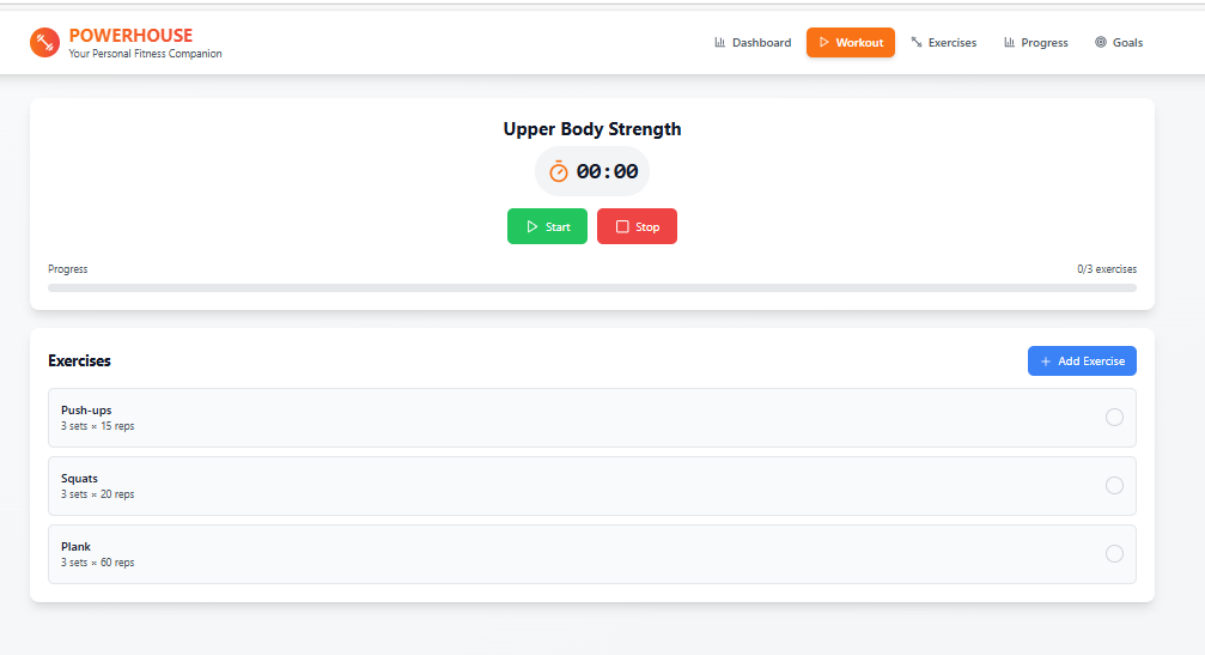 POWERHOUSE
Your Personal Fitness Companion
Dashboard
Workout
Exercises
Progress
Goals
Upper Body Strength
00:00
Start
Stop
Progress
0/3 exercises
Exercises
+ Add Exercise
Push-ups
3 sets × 15 reps
Squats
3 sets × 20 reps
Plank
3 sets × 60 reps